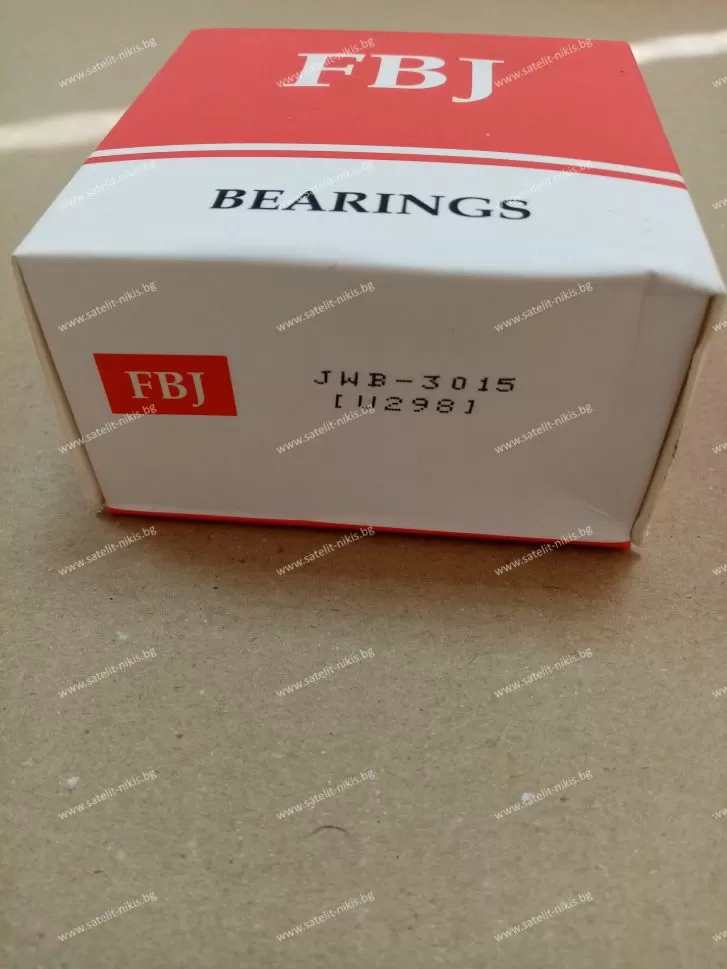 FBJ
BEARINGS
FBJ
JWB-3015
[W298]
www.satelit-nikis.bg